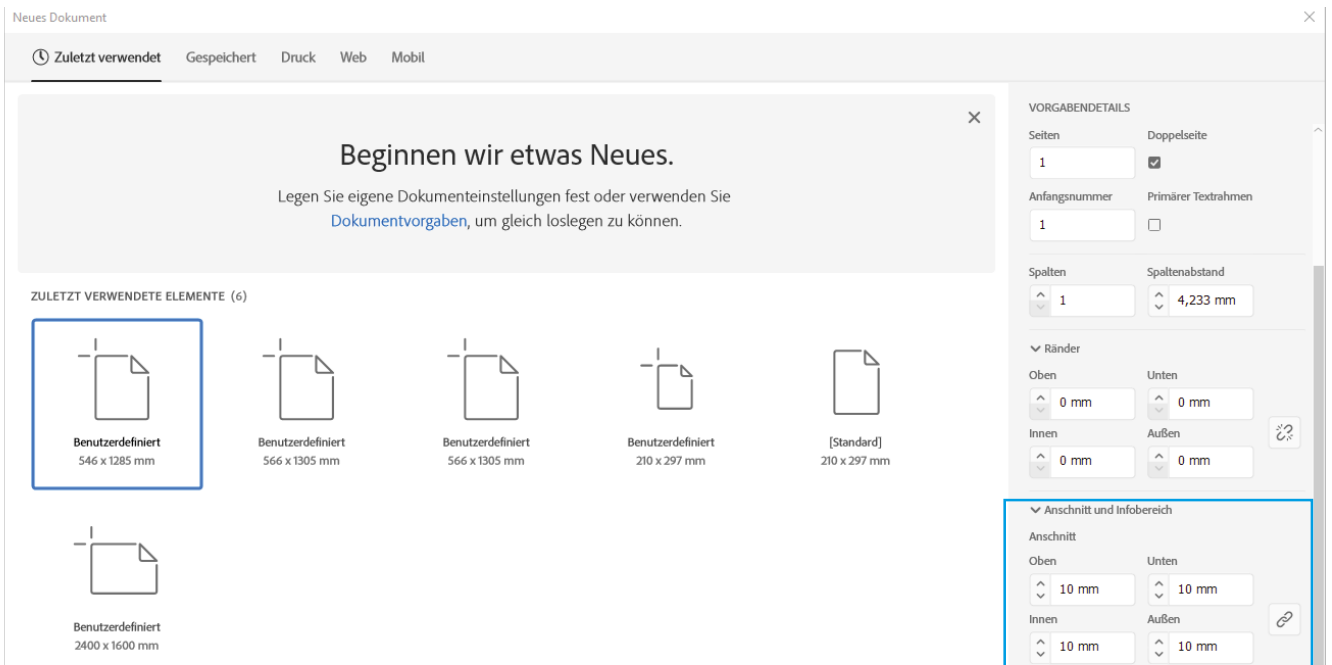 Neues Dokument
Zuletzt verwendet Gespeichert Druck Web Mobil
Beginnen wir etwas Neues.
Legen Sie eigene Dokumenteinstellungen fest oder verwenden Sie
Dokumentvorgaben, um gleich loslegen zu können.
ZULETZT VERWENDETE ELEMENTE (6)
Benutzerdefiniert
546 x 1285 mm
Benutzerdefiniert
566 x 1305 mm
Benutzerdefiniert
566 x 1305 mm
Benutzerdefiniert
210 x 297 mm
[Standard]
210 x 297 mm
Benutzerdefiniert
2400 x 1600 mm
VORGABENDETAILS
Seiten Doppelseite
1
Anfangsnummer Primärer Textrahmen
1
Spalten Spaltenabstand
1 4,233 mm
Ränder
Oben Unten
0 mm 0 mm
Innen Außen
0 mm 0 mm
Anschnitt und Infobereich
Anschnitt
Oben Unten
10 mm 10 mm
Innen Außen
10 mm 10 mm